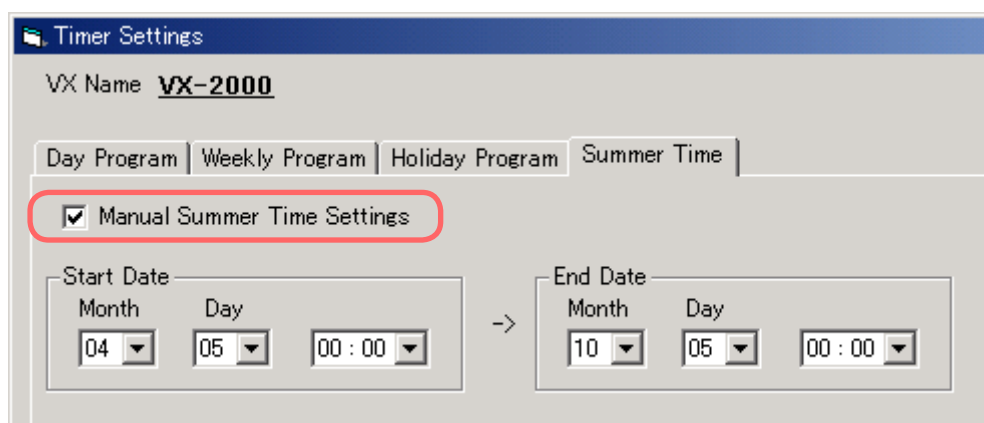 Timer Settings
VX Name VX-2000
Day Program Weekly Program Holiday Program Summer Time
Manual Summer Time Settings
Start Date End Date
Month Day -> Month Day
04 05 00 : 00 10 05 00 : 00